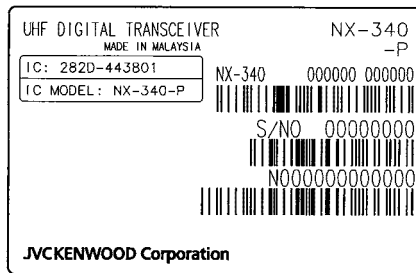 UHF DIGITAL TRANSCEIVER NX-340
MADE IN MALAYSIA -P
IC: 282D-443801
IC MODEL: NX-340-P
NX-340 000000 000000
S/NO 00000000
N000000000000
JVCKENWOOD Corporation